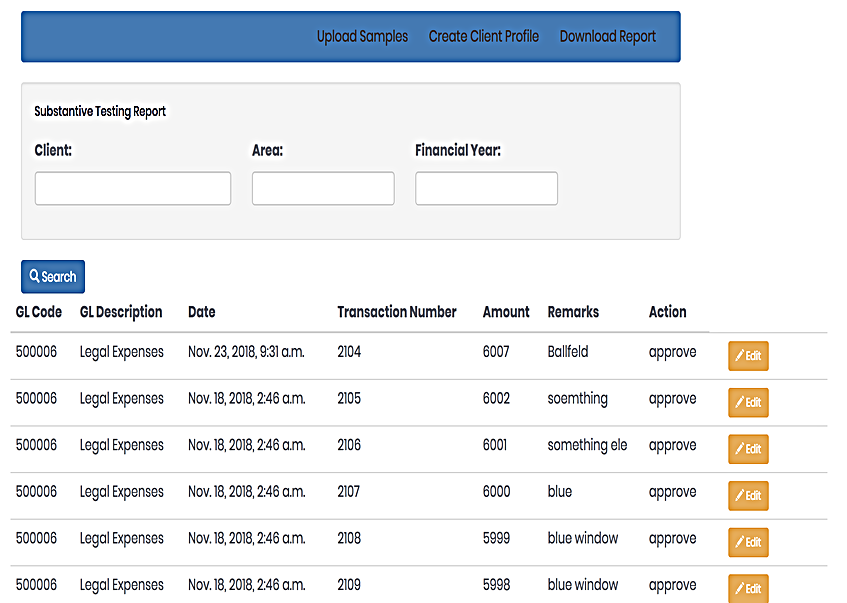 Upload Samples Create Client Profile Download Report
Substantive Testing Report
Client: Area: Financial Year:
Search
GL Code GL Description Date Transaction Number Amount Remarks Action
500006 Legal Expenses Nov. 23, 2018, 9:31 a.m. 2104 6007 Ballfeld approve Edit
500006 Legal Expenses Nov. 18, 2018, 2:46 a.m. 2105 6002 soemthing approve Edit
500006 Legal Expenses Nov. 18, 2018, 2:46 a.m. 2106 6001 something ele approve Edit
500006 Legal Expenses Nov. 18, 2018, 2:46 a.m. 2107 6000 blue approve Edit
500006 Legal Expenses Nov. 18, 2018, 2:46 a.m. 2108 5999 blue window approve Edit
500006 Legal Expenses Nov. 18, 2018, 2:46 a.m. 2109 5998 blue window approve Edit